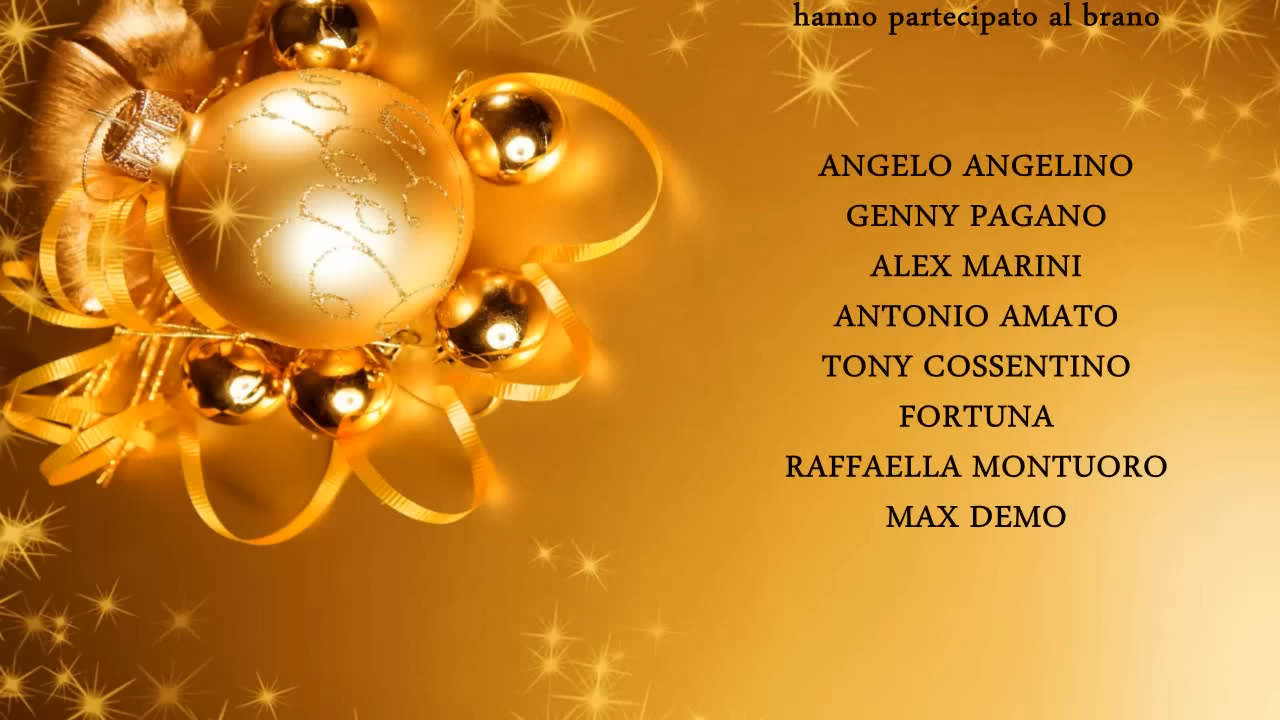 hanno partecipato al brano
ANGELO ANGELINO
GENNY PAGANO
ALEX MARINI
ANTONIO AMATO
TONY COSSENTINO
FORTUNA
RAFFAELLA MONTUORO
MAX DEMO